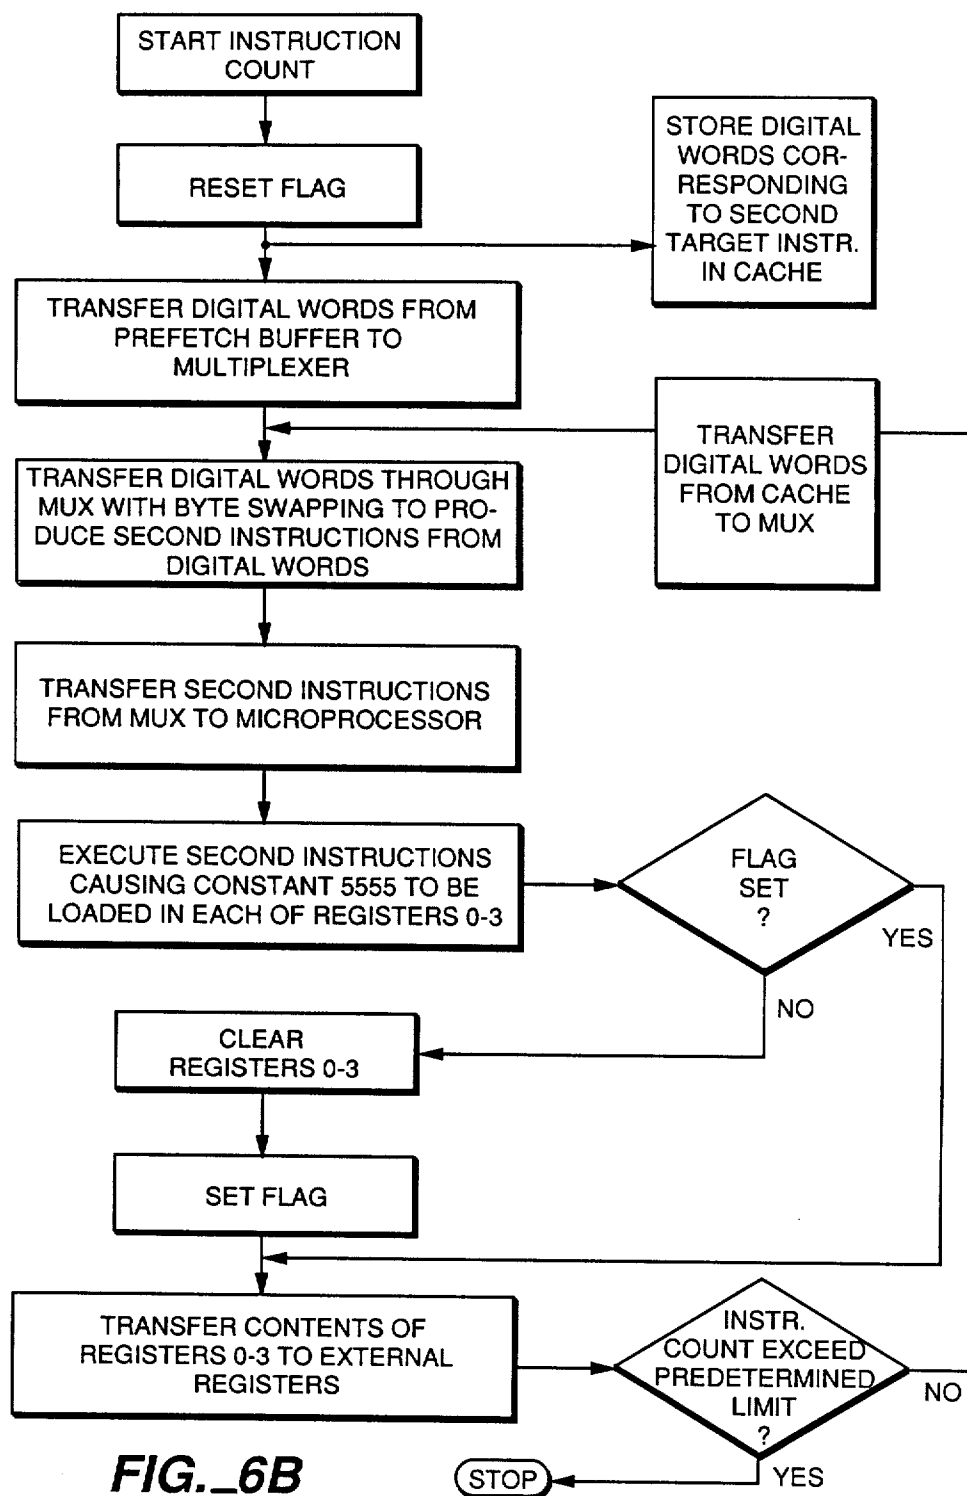 START INSTRUCTION
COUNT
RESET FLAG
STORE DIGITAL
WORDS COR-
RESPONDING
TO SECOND
TARGET INSTR.
IN CACHE
TRANSFER DIGITAL WORDS FROM
PREFETCH BUFFER TO
MULTIPLEXER
TRANSFER
DIGITAL WORDS
FROM CACHE
TO MUX
TRANSFER DIGITAL WORDS THROUGH
MUX WITH BYTE SWAPPING TO PRO-
DUCE SECOND INSTRUCTIONS FROM
DIGITAL WORDS
TRANSFER SECOND INSTRUCTIONS
FROM MUX TO MICROPROCESSOR
EXECUTE SECOND INSTRUCTIONS
CAUSING CONSTANT 5555 TO BE
LOADED IN EACH OF REGISTERS 0-3
FLAG
SET
?
YES
NO
CLEAR
REGISTERS 0-3
SET FLAG
TRANSFER CONTENTS OF
REGISTERS 0-3 TO EXTERNAL
REGISTERS
INSTR.
COUNT EXCEED
PREDETERMINED
LIMIT
?
NO
YES
STOP
FIG._6B